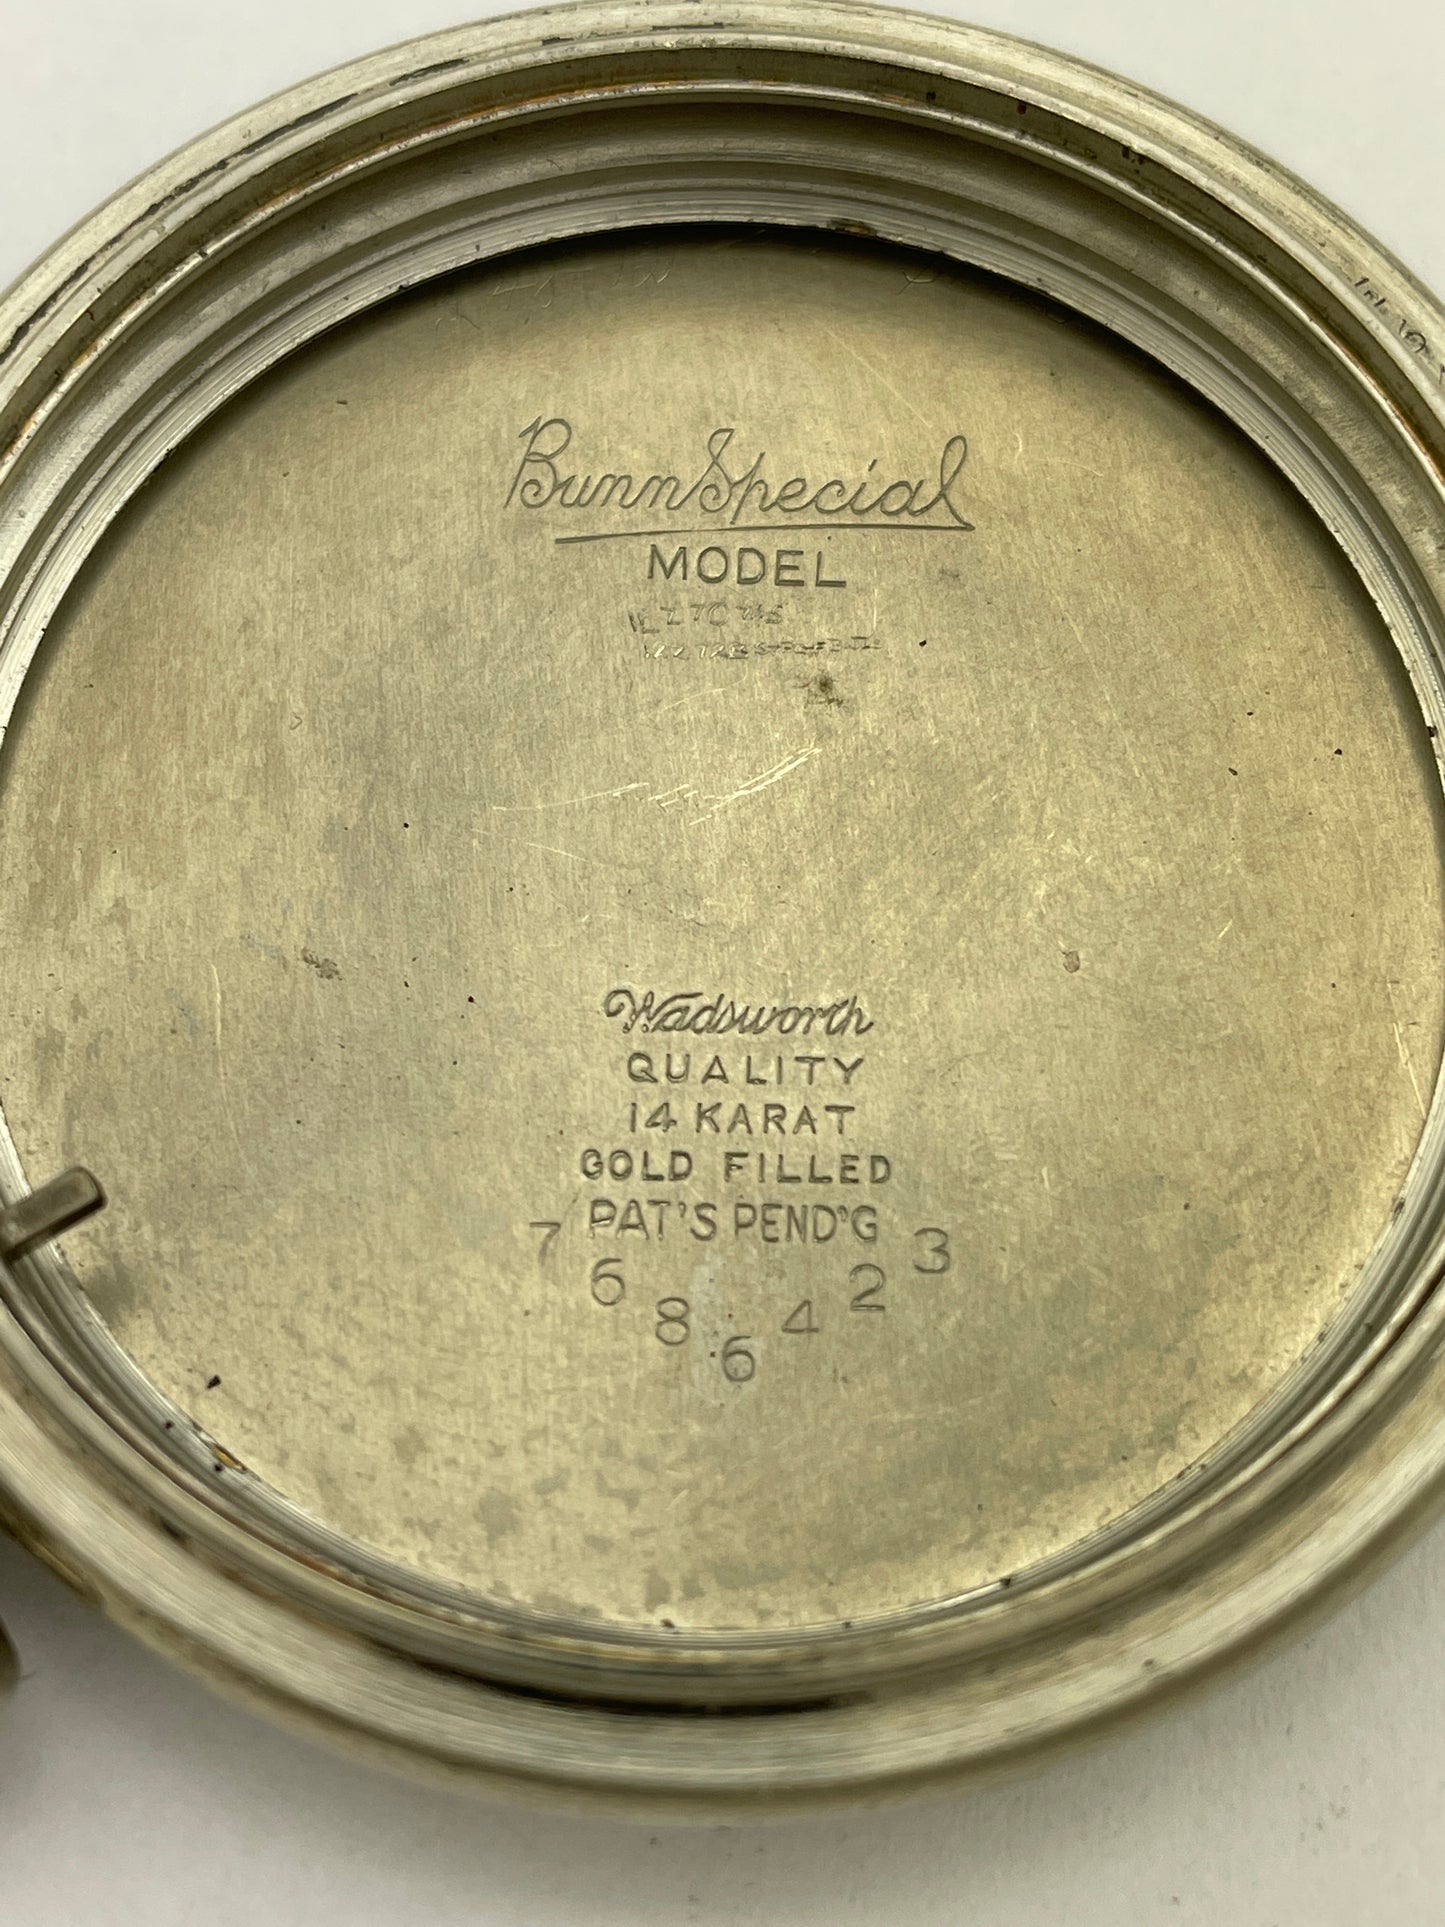 Bunn Special
MODEL
Wadsworth
QUALITY
14 KARAT
GOLD FILLED
PAT'S PEND'G
7 6 8 6 4 2 3